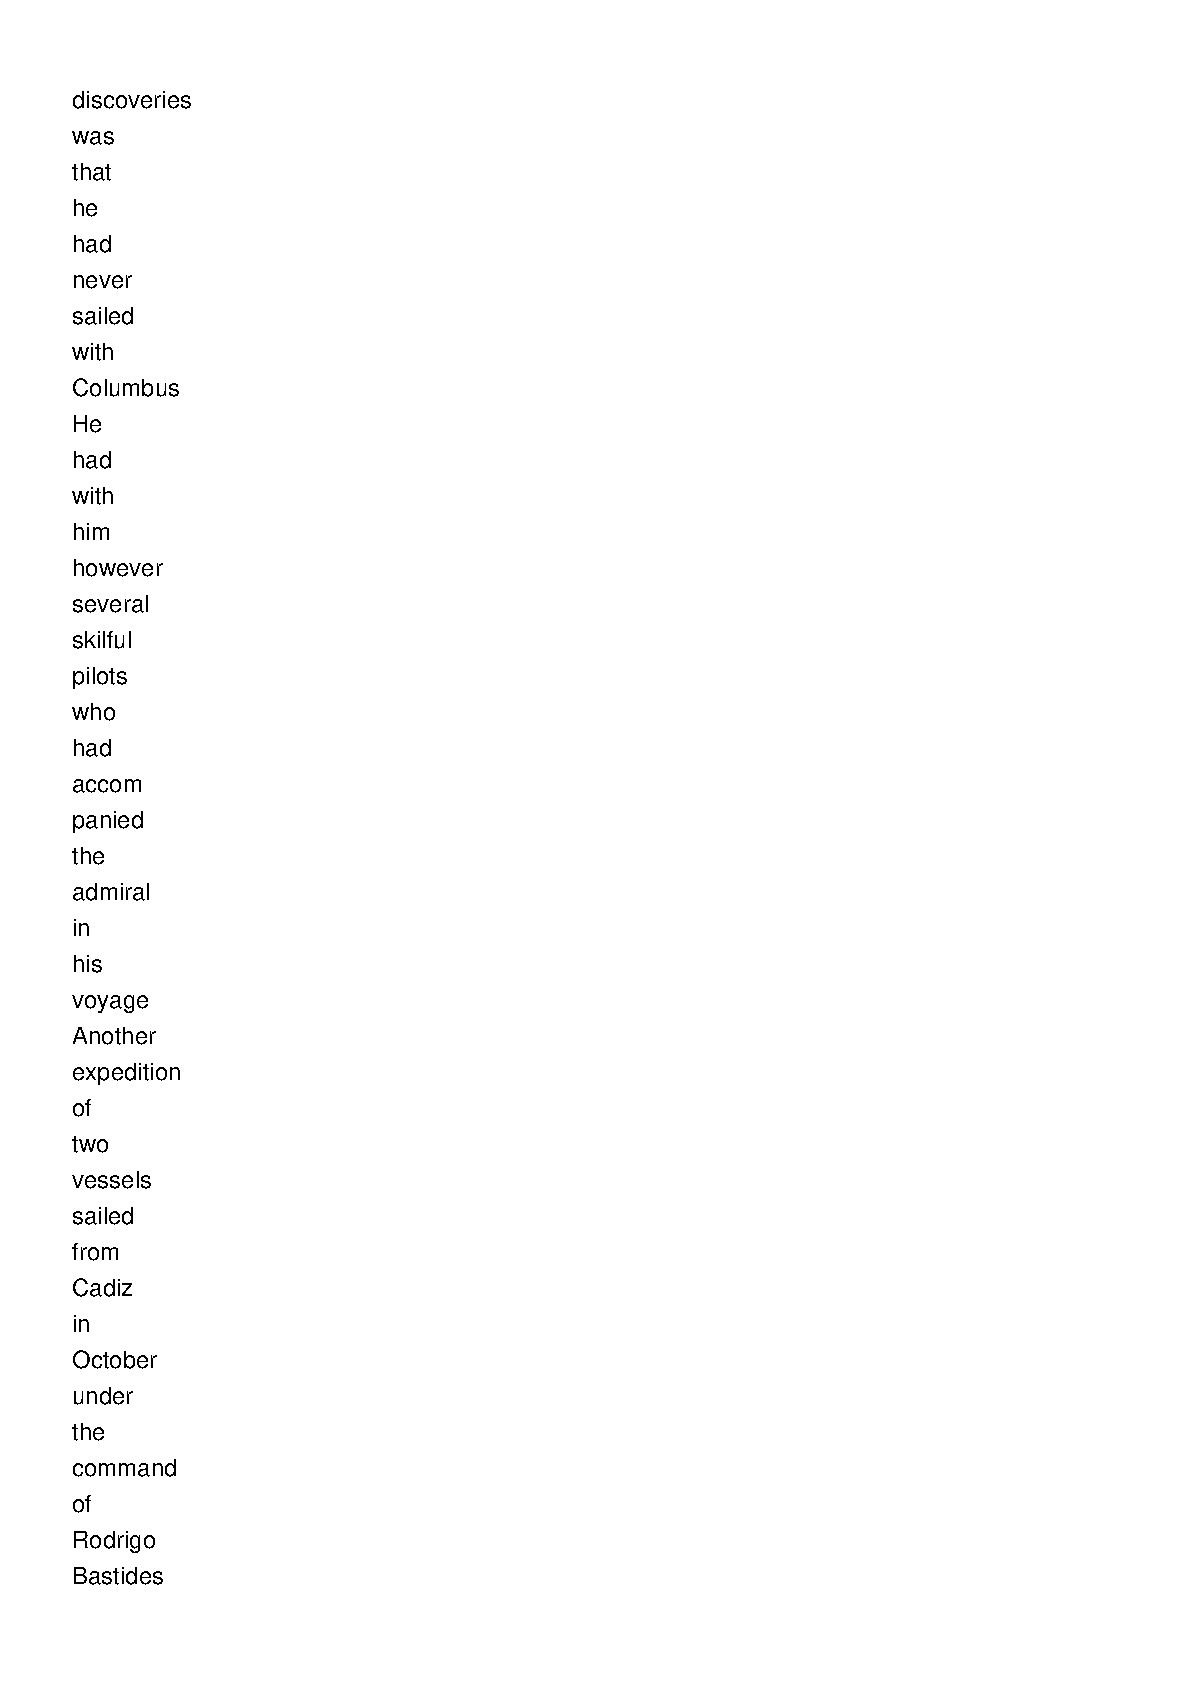 discoveries
was
that
he
had
never
sailed
with
Columbus
He
had
with
him
however
several
skilful
pilots
who
had
accom
panied
the
admiral
in
his
voyage
Another
expedition
of
two
vessels
sailed
from
Cadiz
in
October
under
the
command
of
Rodrigo
Bastides